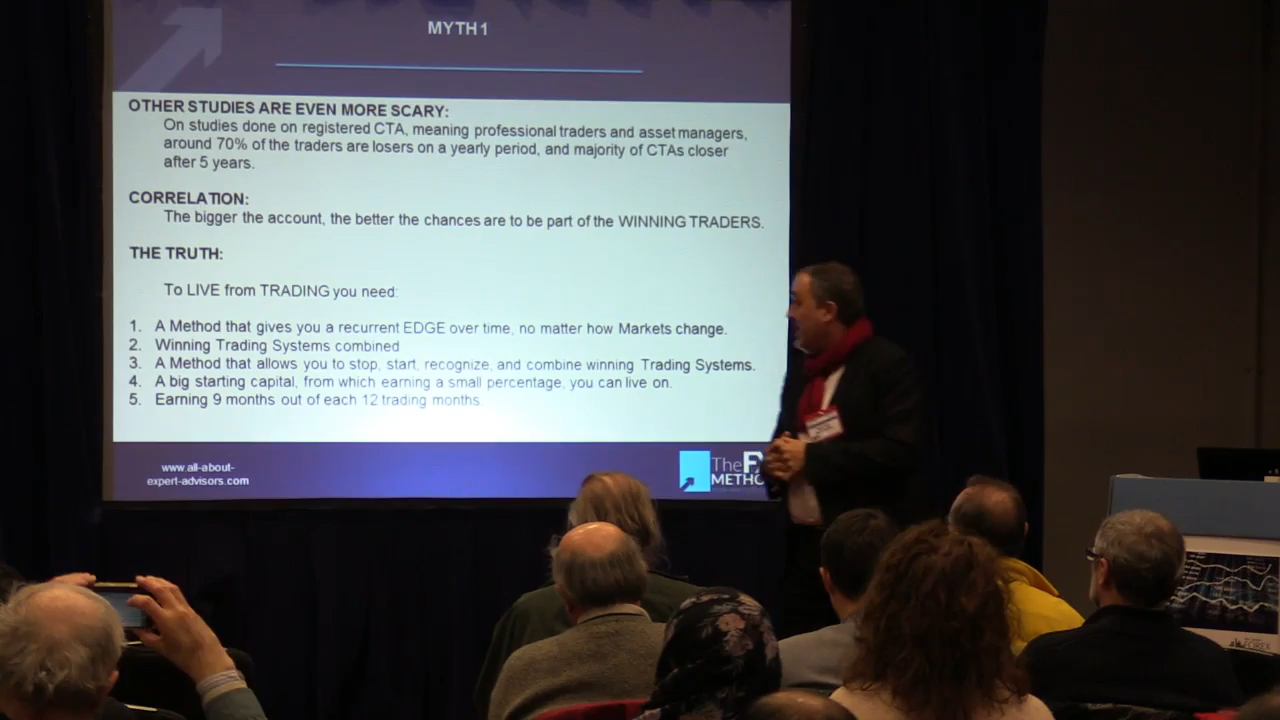 MYTH 1
OTHER STUDIES ARE EVEN MORE SCARY:
On studies done on registered CTA, meaning professional traders and asset managers,
around 70% of the traders are losers on a yearly period, and majority of CTAs closer
after 5 years.
CORRELATION:
The bigger the account, the better the chances are to be part of the WINNING TRADERS.
THE TRUTH:
To LIVE from TRADING you need:
1. A Method that gives you a recurrent EDGE over time, no matter how Markets change.
2. Winning Trading Systems combined
3. A Method that allows you to stop, start, recognize, and combine winning Trading Systems.
4. A big starting capital, from which earning a small percentage, you can live on.
5. Earning 9 months out of each 12 trading months.
www.all-about-
expert-advisors.com
The FX
METHO
FOREX